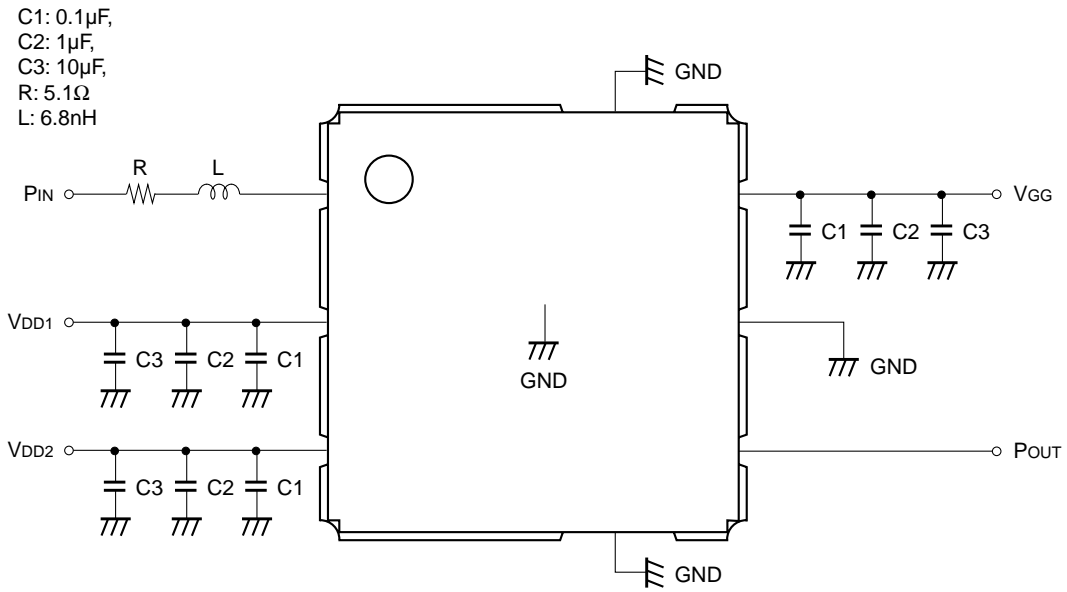 C1: 0.1μF,
C2: 1μF,
C3: 10μF,
R: 5.1Ω
L: 6.8nH
GND
R L
PIN VGG
C1 C2 C3
VDD1
C3 C2 C1
GND
GND
VDD2 POUT
C3 C2 C1
GND